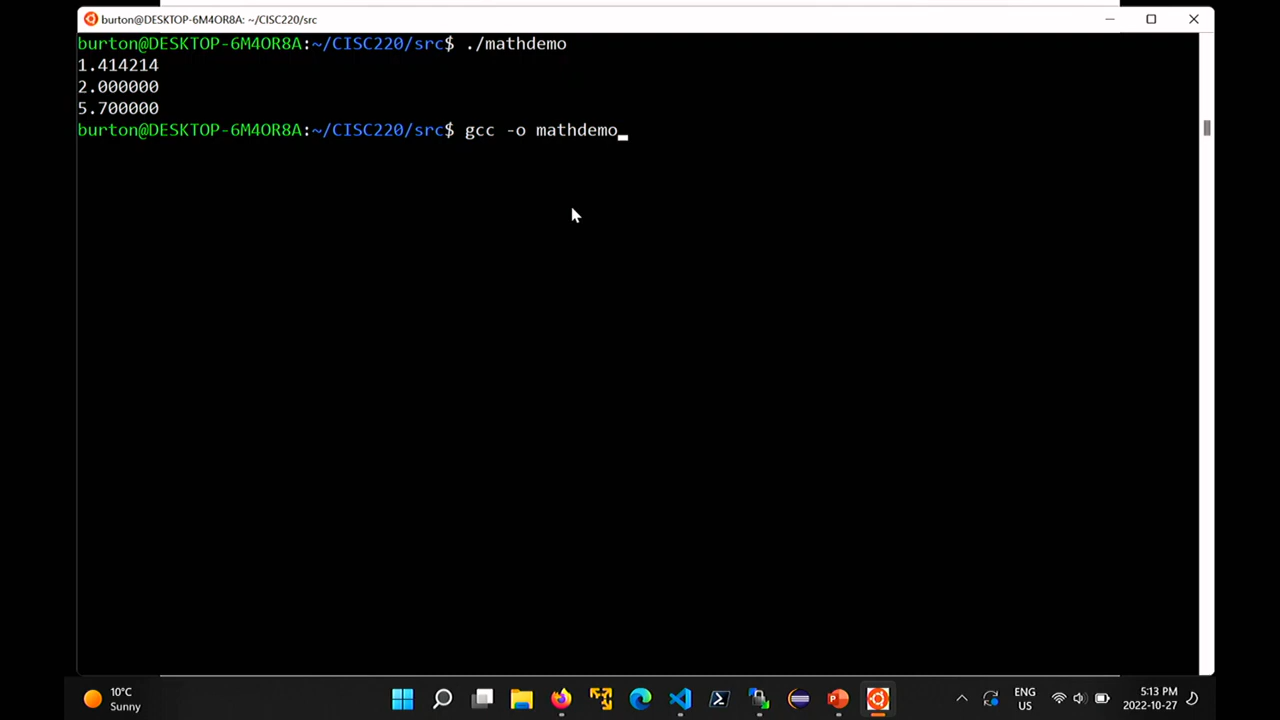 burton@DESKTOP-6M4OR8A: ~/CISC220/src
burton@DESKTOP-6M4OR8A:~/CISC220/src$ ./mathdemo
1.414214
2.000000
5.700000
burton@DESKTOP-6M4OR8A:~/CISC220/src$ gcc -o mathdemo
10°C
Sunny
ENG
US
5:13 PM
2022-10-27